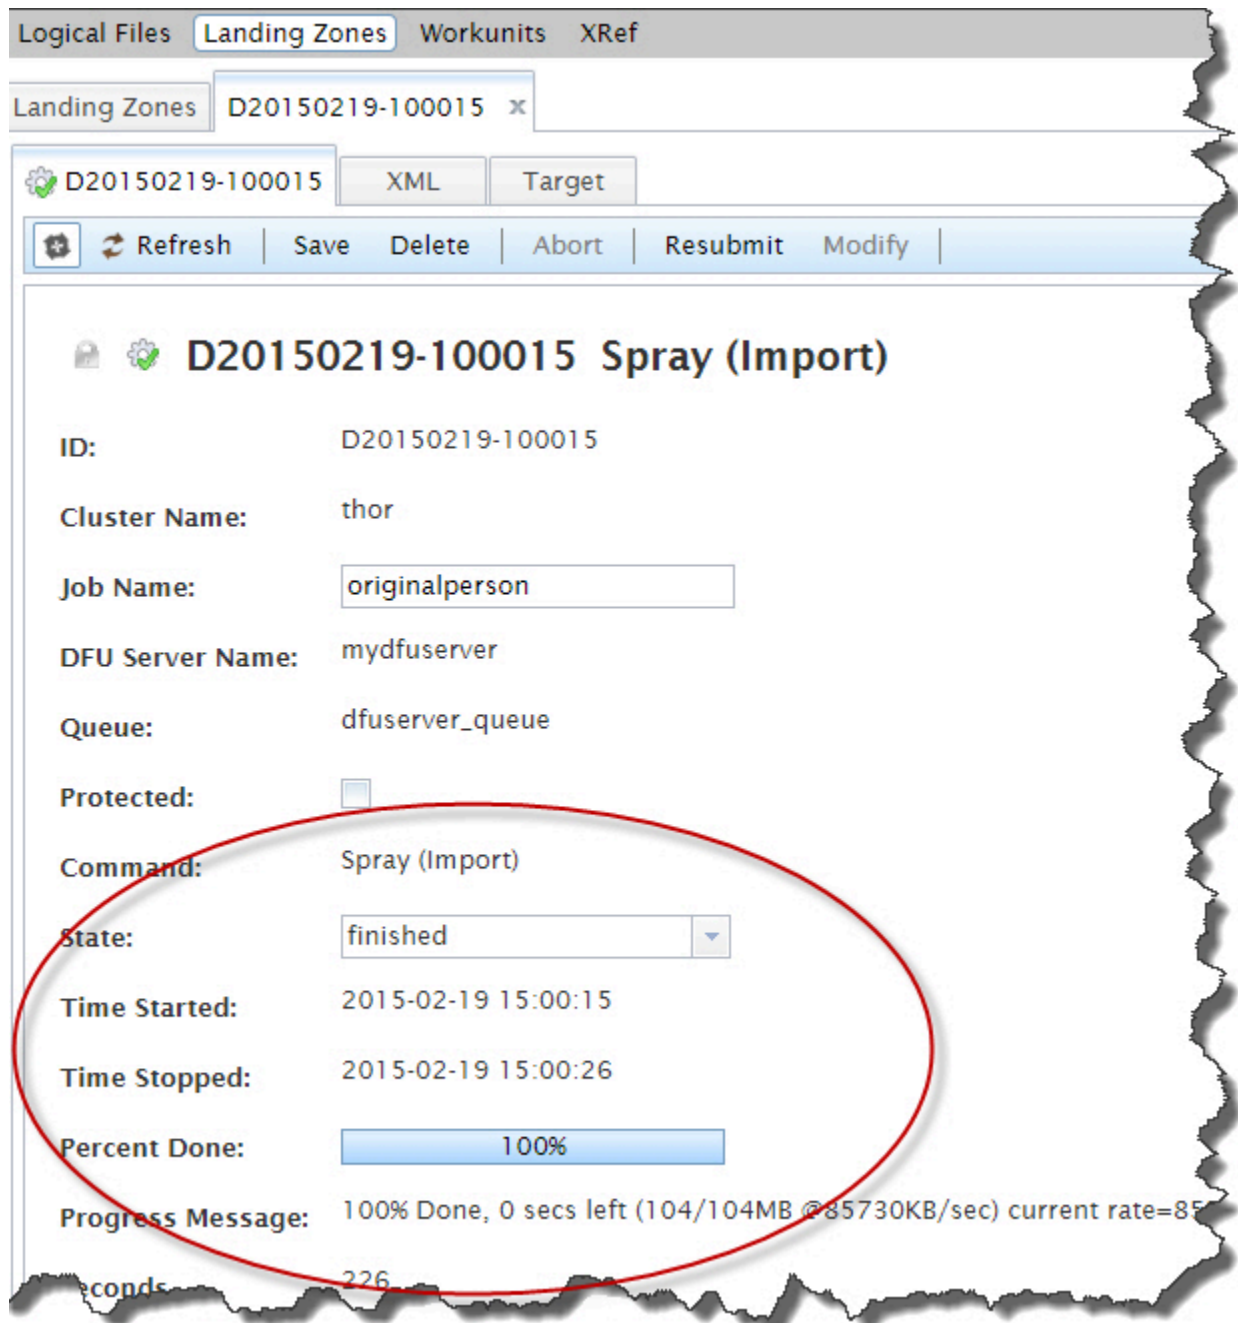 Logical Files Landing Zones Workunits XRef
Landing Zones D20150219-100015 x
D20150219-100015 XML Target
Refresh Save Delete Abort Resubmit Modify
D20150219-100015 Spray (Import)
ID: D20150219-100015
Cluster Name: thor
Job Name: originalperson
DFU Server Name: mydfuserver
Queue: dfuserver_queue
Protected:
Command: Spray (Import)
State: finished
Time Started: 2015-02-19 15:00:15
Time Stopped: 2015-02-19 15:00:26
Percent Done: 100%
Progress Message: 100% Done, 0 secs left (104/104MB @85730KB/sec) current rate=85